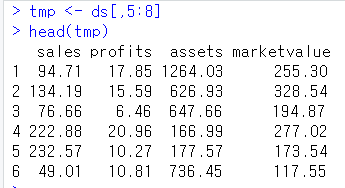 > tmp <- ds[,5:8]
> head(tmp)
   sales profits  assets marketvalue
1  94.71   17.85 1264.03      255.30
2 134.19   15.59  626.93      328.54
3  76.66    6.46  647.66      194.87
4 222.88   20.96  166.99      277.02
5 232.57   10.27  177.57      173.54
6  49.01   10.81  736.45      117.55